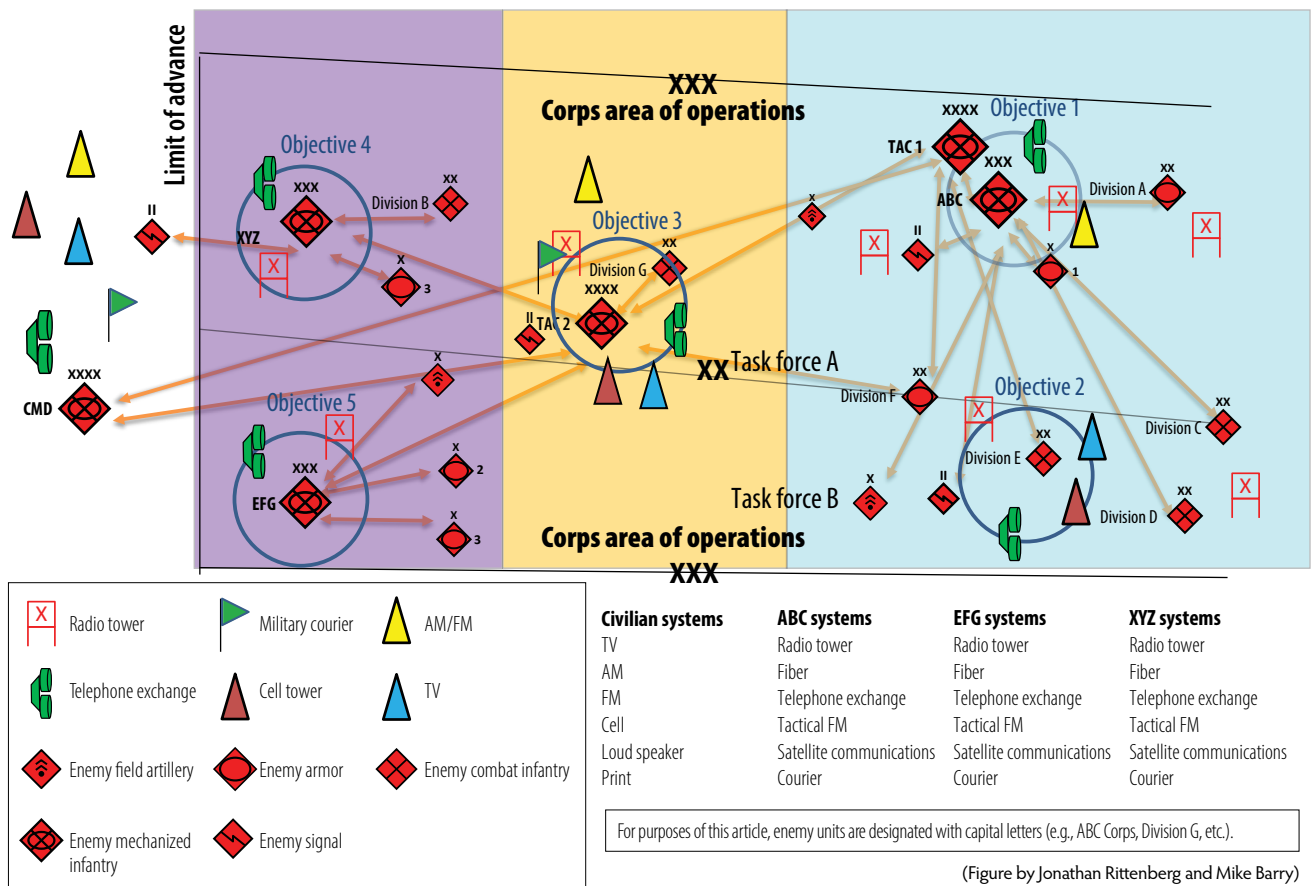 XXX
Corps area of operations
Limit of advance
Objective 4
XXX
XYZ
Division B
XX
X
3
II
XXXX
CMD
Objective 5
XXX
EFG
X
X
2
X
3
Objective 3
XX
Division G
XXXX
TAC 2
II
X
XX
Task force A
Task force B
Corps area of operations
XXX
XXXX
Objective 1
TAC 1
XXX
ABC
XX
Division A
X
X
X
II
X
1
X
XX
Division F
Objective 2
X
XX
Division E
XX
Division C
XX
Division D
X
X
II
X
X
X
X Radio tower
Military courier
AM/FM
Telephone exchange
Cell tower
TV
Enemy field artillery
Enemy armor
Enemy combat infantry
Enemy mechanized
infantry
Enemy signal
Civilian systems
TV
AM
FM
Cell
Loud speaker
Print
ABC systems
Radio tower
Fiber
Telephone exchange
Tactical FM
Satellite communications
Courier
EFG systems
Radio tower
Fiber
Telephone exchange
Tactical FM
Satellite communications
Courier
XYZ systems
Radio tower
Fiber
Telephone exchange
Tactical FM
Satellite communications
Courier
For purposes of this article, enemy units are designated with capital letters (e.g., ABC Corps, Division G, etc.).
(Figure by Jonathan Rittenberg and Mike Barry)